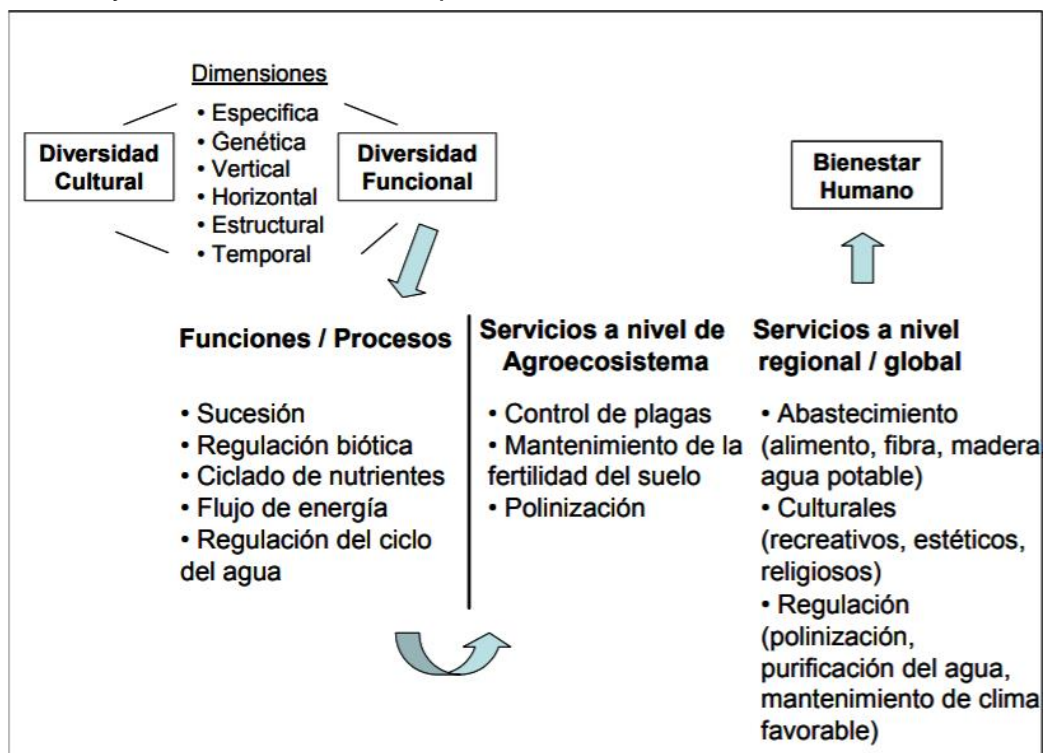 Dimensiones
• Especifica
• Genética
• Vertical
• Horizontal
• Estructural
• Temporal
Diversidad
Cultural
Diversidad
Funcional
Bienestar
Humano
Funciones / Procesos
• Sucesión
• Regulación biótica
• Ciclado de nutrientes
• Flujo de energía
• Regulación del ciclo
del agua
Servicios a nivel de
Agroecosistema
• Control de plagas
• Mantenimiento de la
fertilidad del suelo
• Polinización
Servicios a nivel
regional / global
• Abastecimiento
(alimento, fibra, madera
agua potable)
• Culturales
(recreativos, estéticos,
religiosos)
• Regulación
(polinización,
purificación del agua,
mantenimiento de clima
favorable)